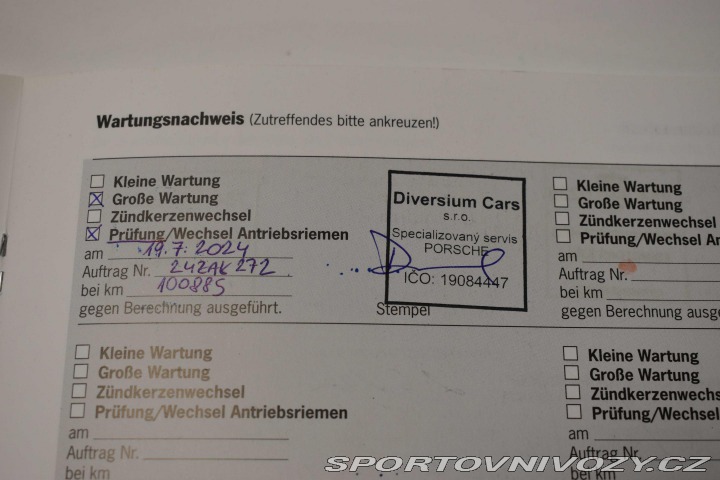 Wartungsnachweis (Zutreffendes bitte ankreuzen!)
Kleine Wartung
Große Wartung
Zündkerzenwechsel
Prüfung/Wechsel Antriebsriemen
am 19.7.2024
Auftrag Nr. 24ZAK272
bei km 100885
gegen Berechnung ausgeführt.
Diversium Cars
s.r.o.
Specializovaný servis
PORSCHE
IČO: 19084447
Stempel
Kleine Wartung
Große Wartung
Zündkerzenwechsel
Prüfung/Wechsel
am
Auftrag Nr.
bei km
gegen Berechnung ausgeführt.
Kleine Wartung
Große Wartung
Zündkerzenwechsel
Prüfung/Wechsel Antriebsriemen
am
Auftrag Nr.
bei km
Kleine Wartung
Große Wartung
Prüfung/Wechsel
am
Auftrag Nr.
bei km
SPORTOVNIVOZY.CZ